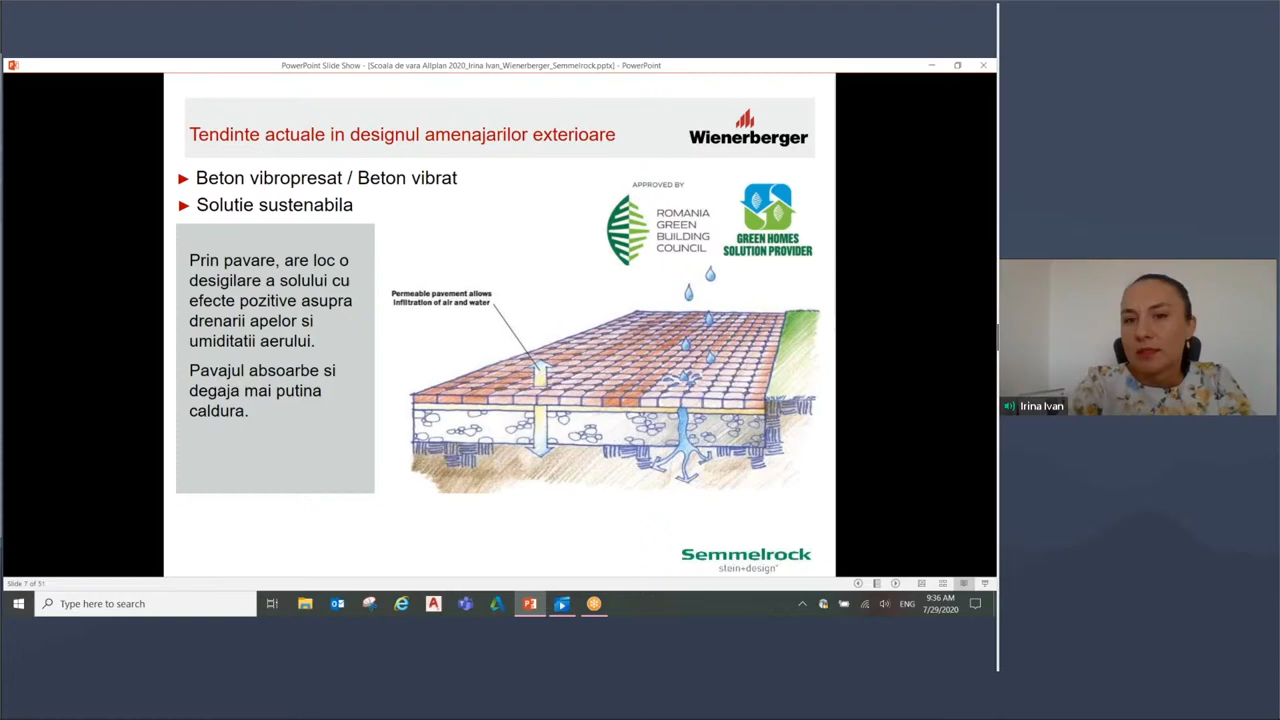 PowerPoint Slide Show - [Scoala de vara Allplan 2020_Irina Ivan_Wienerberger_Semmelrock.pptx] - PowerPoint
Tendinte actuale in designul amenajarilor exterioare
Wienerberger
Beton vibropresat / Beton vibrat
Solutie sustenabila
APPROVED BY
ROMANIA
GREEN
BUILDING
COUNCIL
GREEN HOMES
SOLUTION PROVIDER
Prin pavare, are loc o
desigilare a solului cu
efecte pozitive asupra
drenarii apelor si
umiditatii aerului.
Pavajul absoarbe si
degaja mai putina
caldura.
Permeable pavement allows
infiltration of air and water
Semmelrock
stein+design®
Irina Ivan
Slide 7 of 51
Type here to search
ENG
9:36 AM
7/29/2020